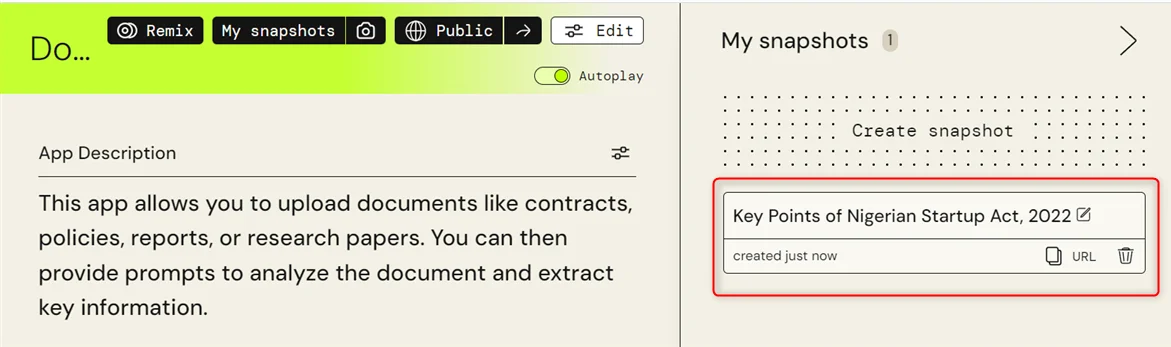 Do...
Remix
My snapshots
Public
Edit
Autoplay
App Description
This app allows you to upload documents like contracts,
policies, reports, or research papers. You can then
provide prompts to analyze the document and extract
key information.
My snapshots 1
Create snapshot
Key Points of Nigerian Startup Act, 2022
created just now
URL